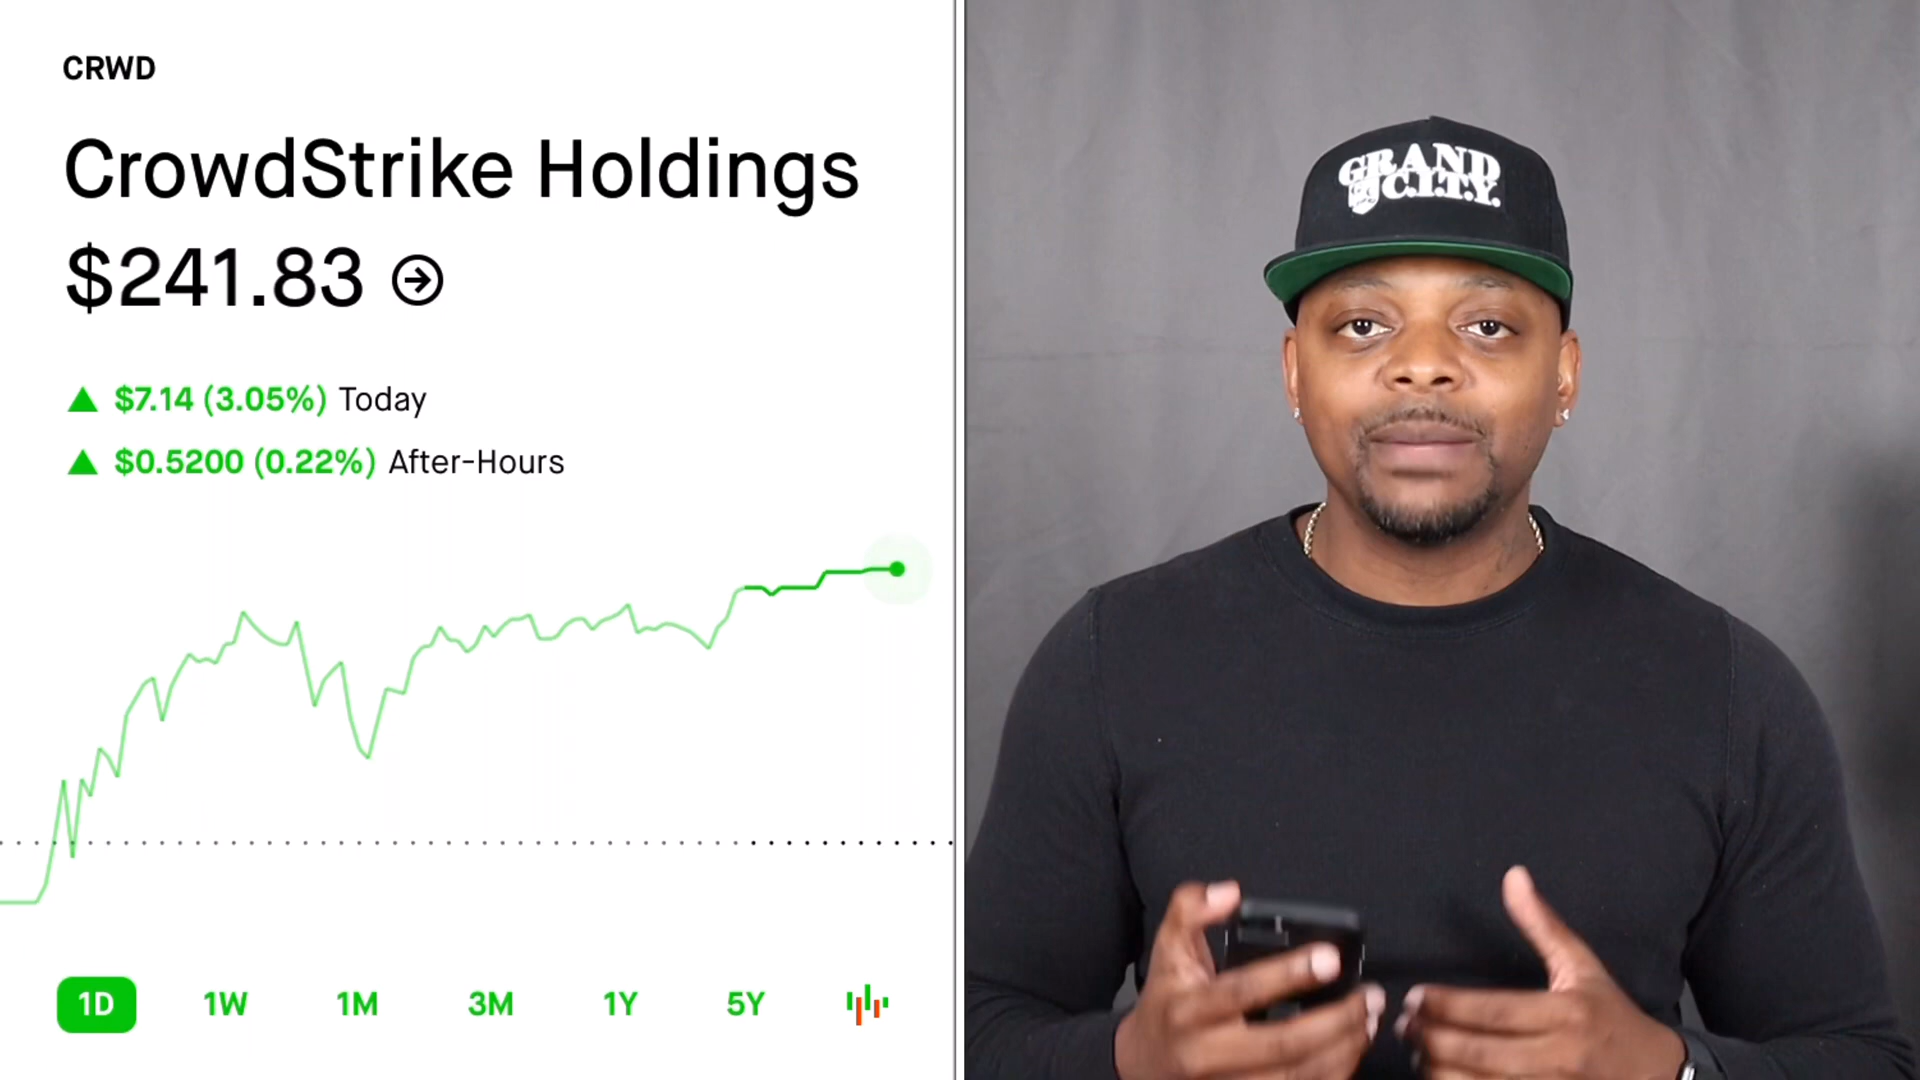 CRWD
CrowdStrike Holdings
$241.83
$7.14 (3.05%) Today
$0.5200 (0.22%) After-Hours
1D 1W 1M 3M 1Y 5Y
GRAND
C.I.T.Y.